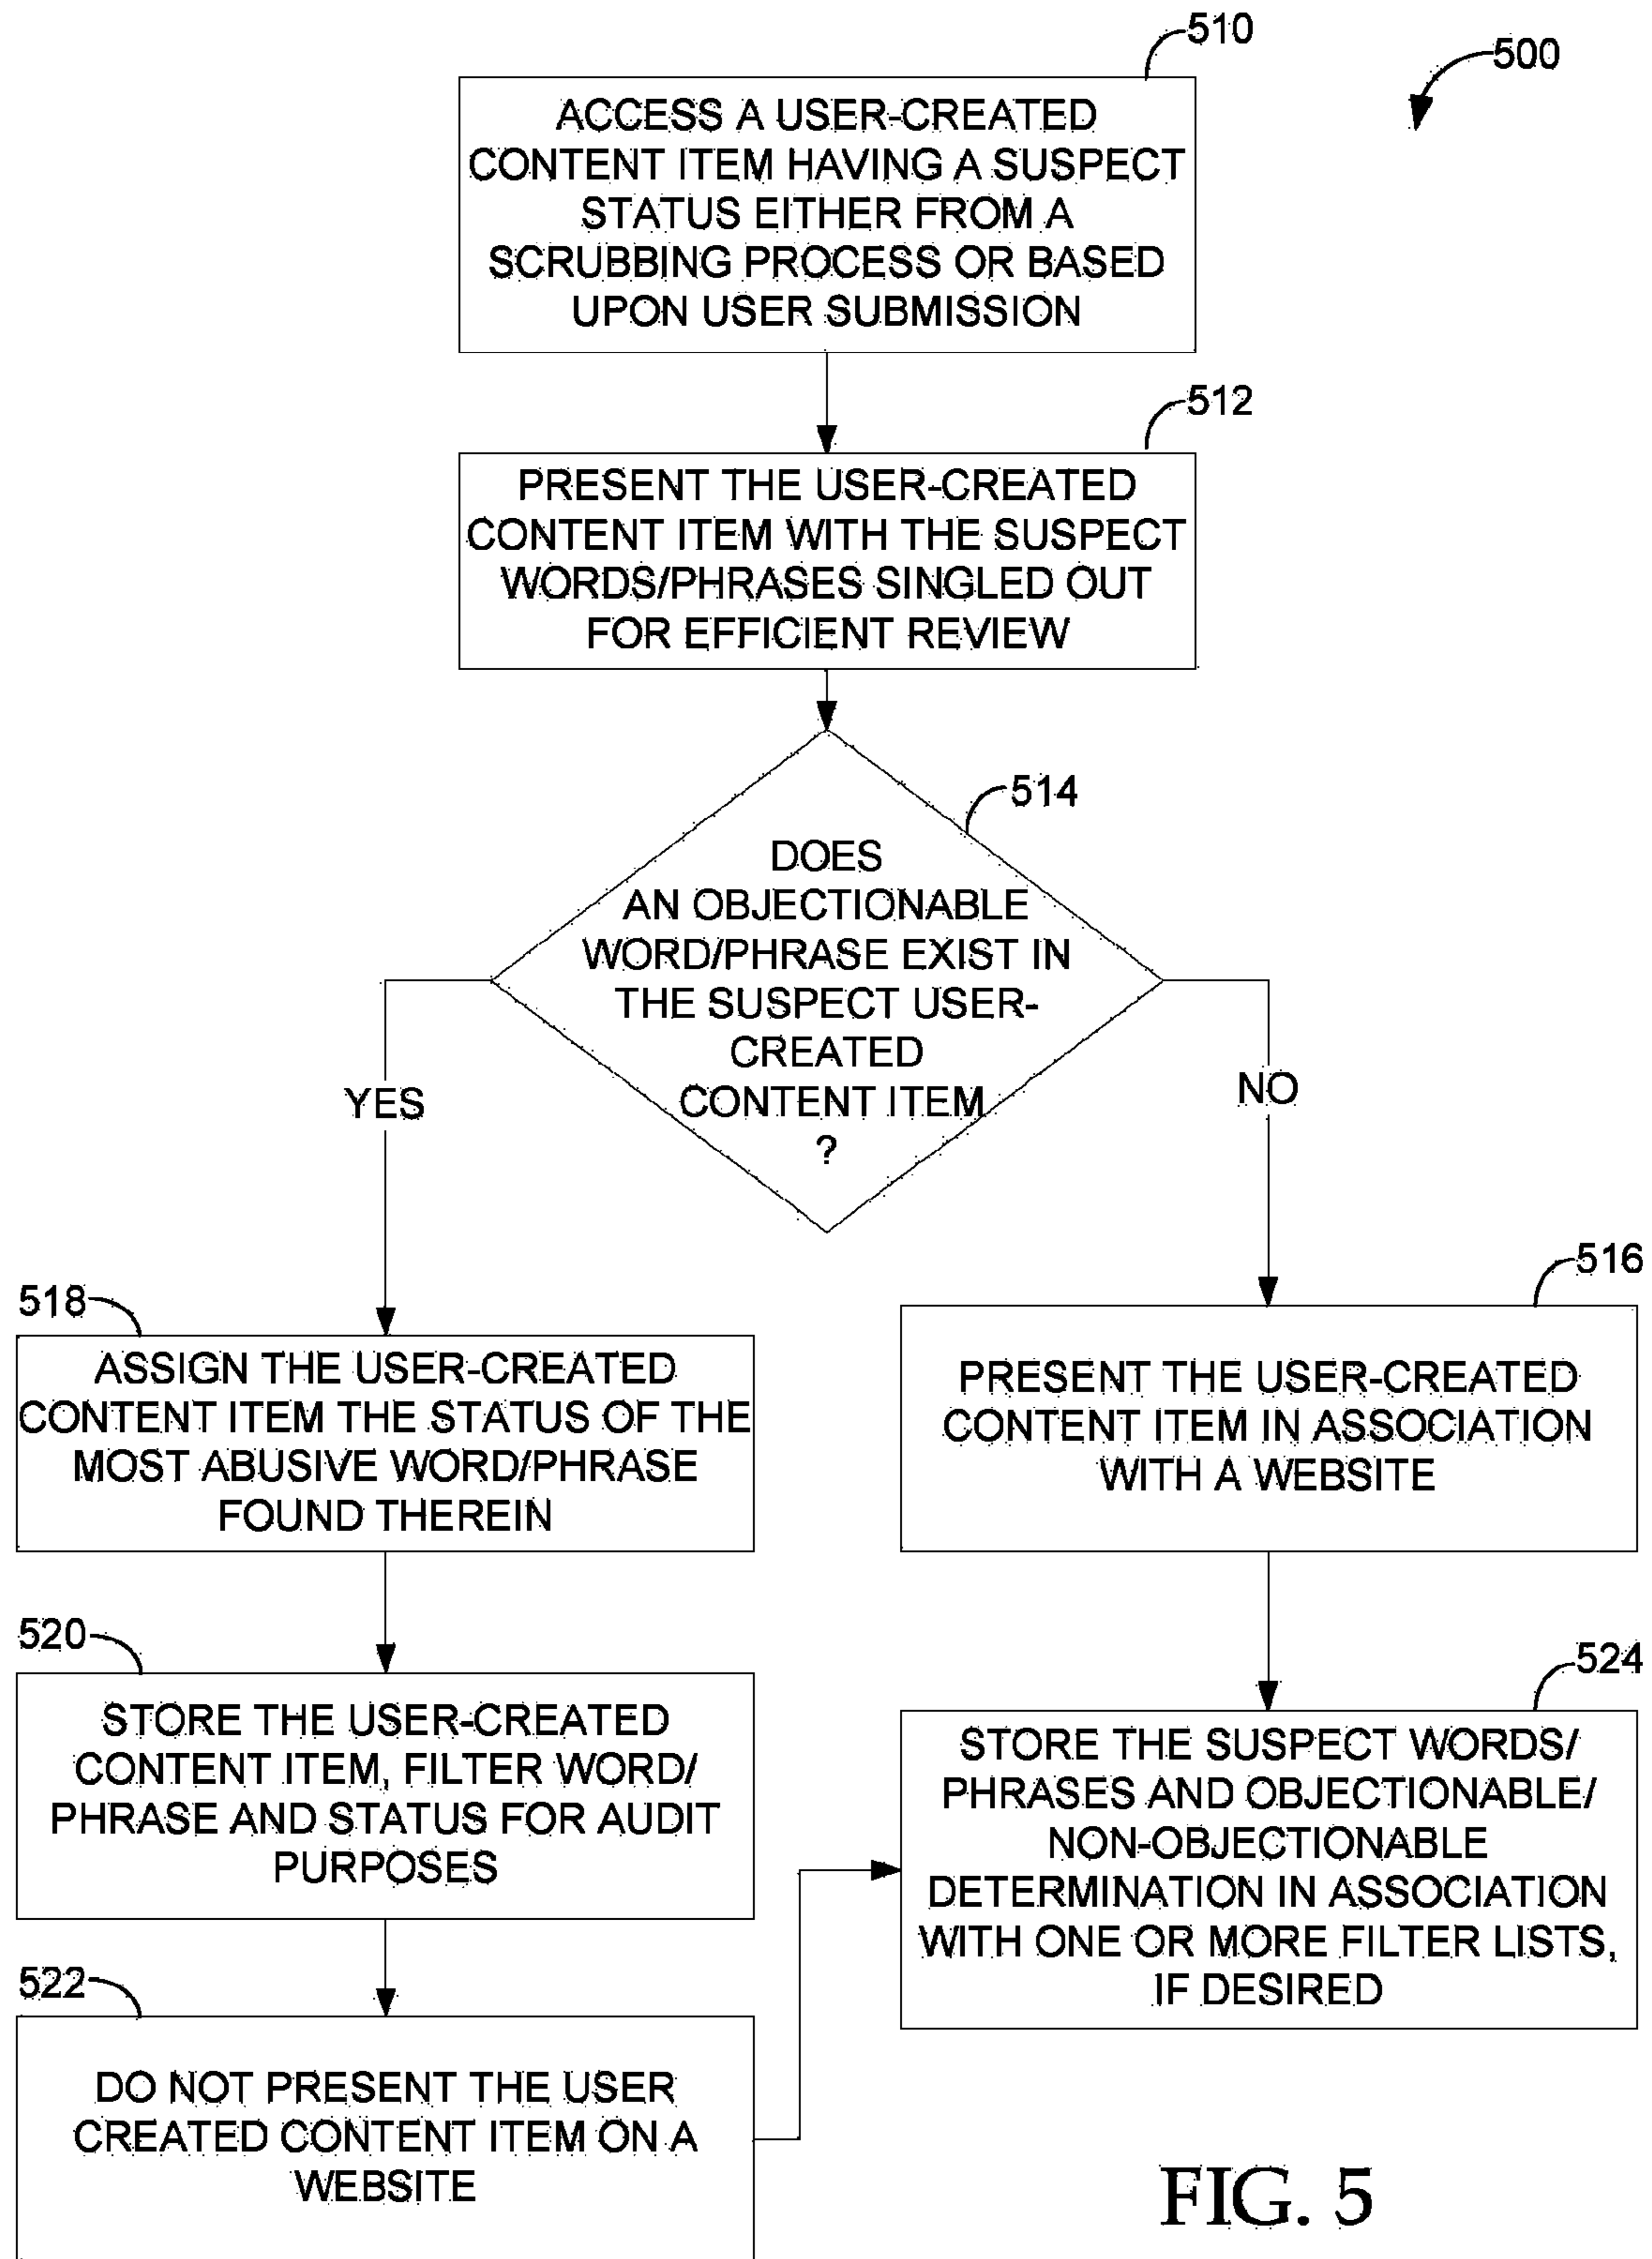 510
500
ACCESS A USER-CREATED
CONTENT ITEM HAVING A SUSPECT
STATUS EITHER FROM A
SCRUBBING PROCESS OR BASED
UPON USER SUBMISSION
512
PRESENT THE USER-CREATED
CONTENT ITEM WITH THE SUSPECT
WORDS/PHRASES SINGLED OUT
FOR EFFICIENT REVIEW
514
DOES
AN OBJECTIONABLE
WORD/PHRASE EXIST IN
THE SUSPECT USER-
CREATED
CONTENT ITEM
?
YES
NO
518
ASSIGN THE USER-CREATED
CONTENT ITEM THE STATUS OF THE
MOST ABUSIVE WORD/PHRASE
FOUND THEREIN
516
PRESENT THE USER-CREATED
CONTENT ITEM IN ASSOCIATION
WITH A WEBSITE
520
STORE THE USER-CREATED
CONTENT ITEM, FILTER WORD/
PHRASE AND STATUS FOR AUDIT
PURPOSES
524
STORE THE SUSPECT WORDS/
PHRASES AND OBJECTIONABLE/
NON-OBJECTIONABLE
DETERMINATION IN ASSOCIATION
WITH ONE OR MORE FILTER LISTS,
IF DESIRED
522
DO NOT PRESENT THE USER
CREATED CONTENT ITEM ON A
WEBSITE
FIG. 5